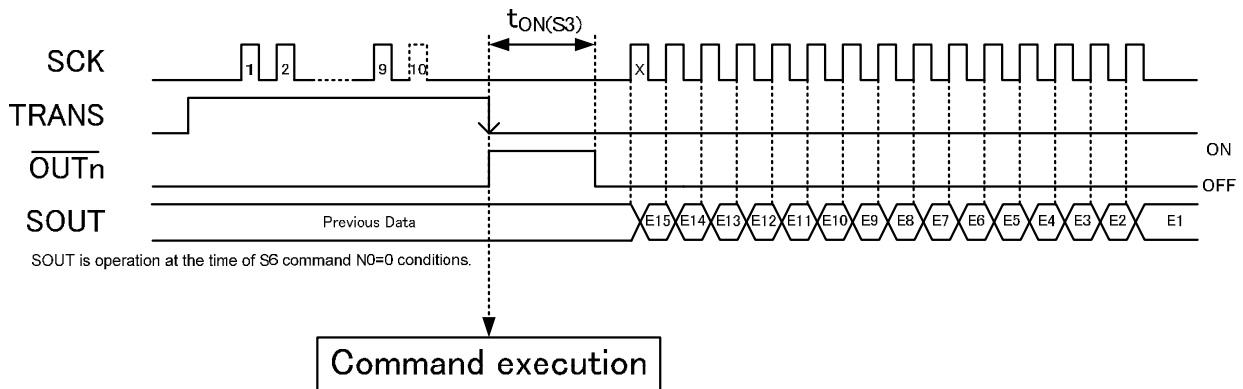 tON(S3)
SCK 1 2 9 10 X
TRANS
OUTn ON
OFF
SOUT Previous Data E15 E14 E13 E12 E11 E10 E9 E8 E7 E6 E5 E4 E3 E2 E1
SOUT is operation at the time of S6 command N0=0 conditions.
Command execution